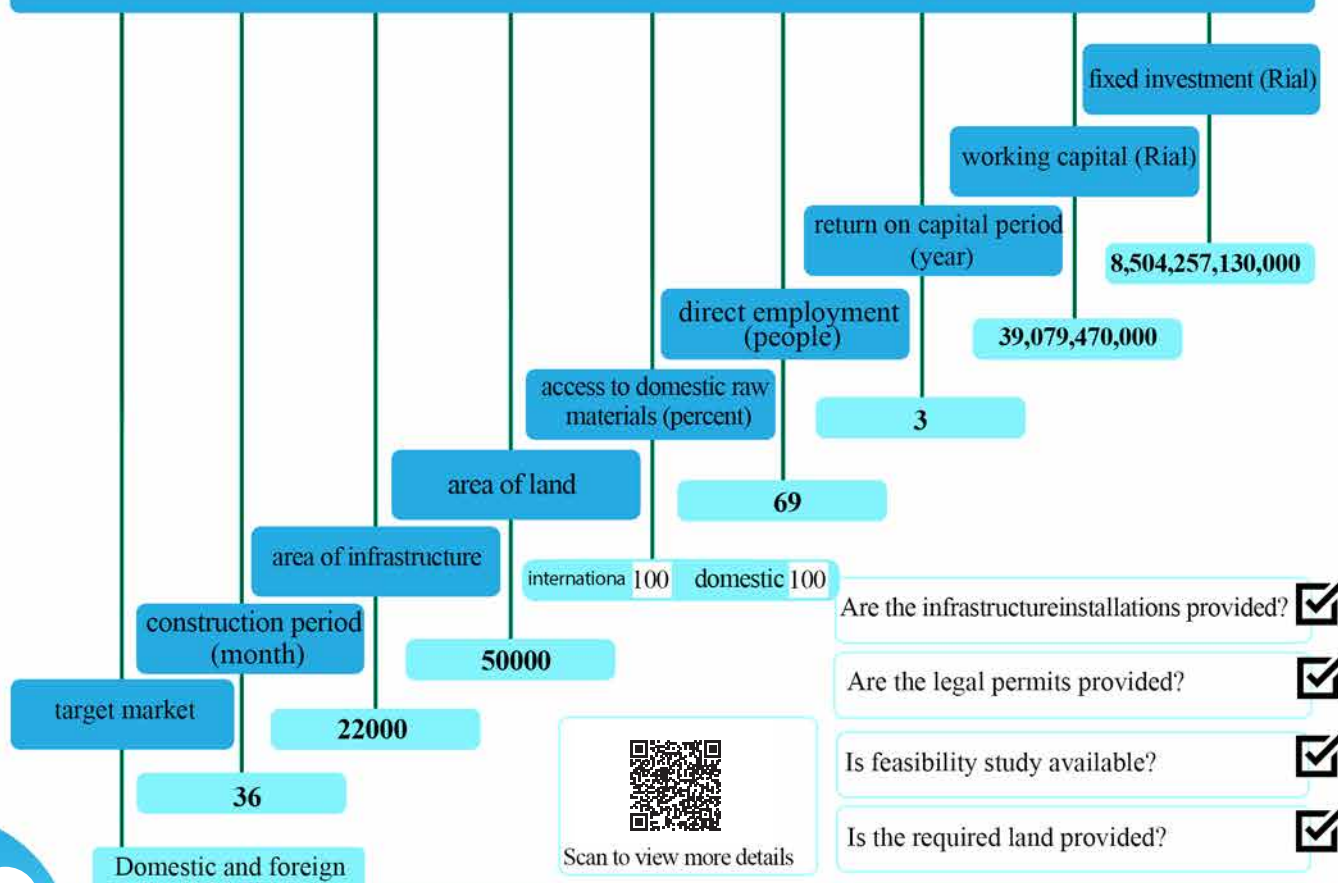 fixed investment (Rial)
8,504,257,130,000
working capital (Rial)
39,079,470,000
return on capital period
(year)
3
direct employment
(people)
69
access to domestic raw
materials (percent)
internationa 100 domestic 100
area of land
50000
area of infrastructure
22000
construction period
(month)
36
target market
Domestic and foreign
Are the infrastructureinstallations provided?
Are the legal permits provided?
Is feasibility study available?
Is the required land provided?
Scan to view more details